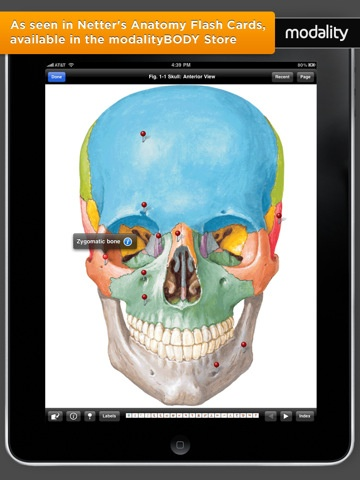 As seen in Netter's Anatomy Flash Cards,
available in the modalityBODY Store
modality
AT&T
4:39 PM
80%
Done
Fig. 1-1 Skull: Anterior View
Recent
Page
Zygomatic bone
Labels
Index